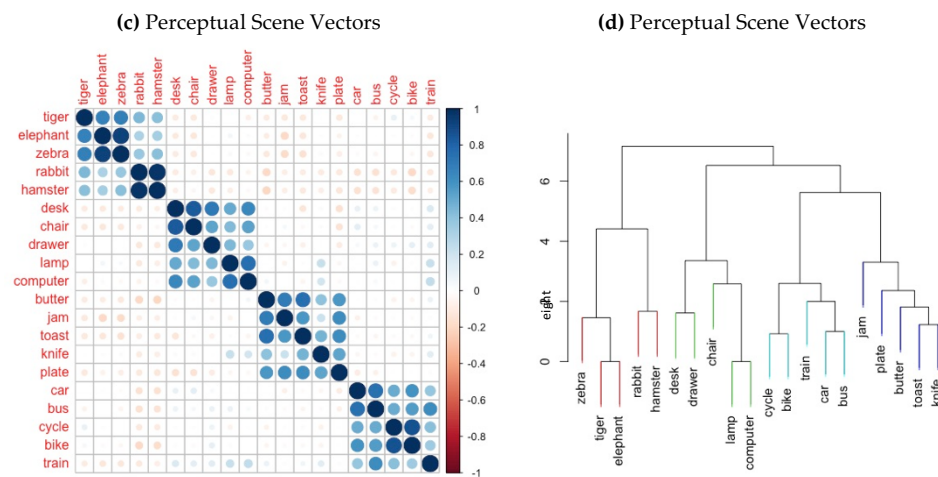 (c) Perceptual Scene Vectors
tiger
elephant
zebra
rabbit
hamster
desk
chair
drawer
lamp
computer
butter
jam
toast
knife
plate
car
bus
cycle
bike
train
tiger
elephant
zebra
rabbit
hamster
desk
chair
drawer
lamp
computer
butter
jam
toast
knife
plate
car
bus
cycle
bike
train
1
0.8
0.6
0.4
0.2
0
-0.2
-0.4
-0.6
-0.8
-1
(d) Perceptual Scene Vectors
6
4
2
0
zebra
tiger
elephant
rabbit
hamster
desk
drawer
chair
lamp
computer
cycle
bike
train
car
bus
jam
plate
butter
toast
knife